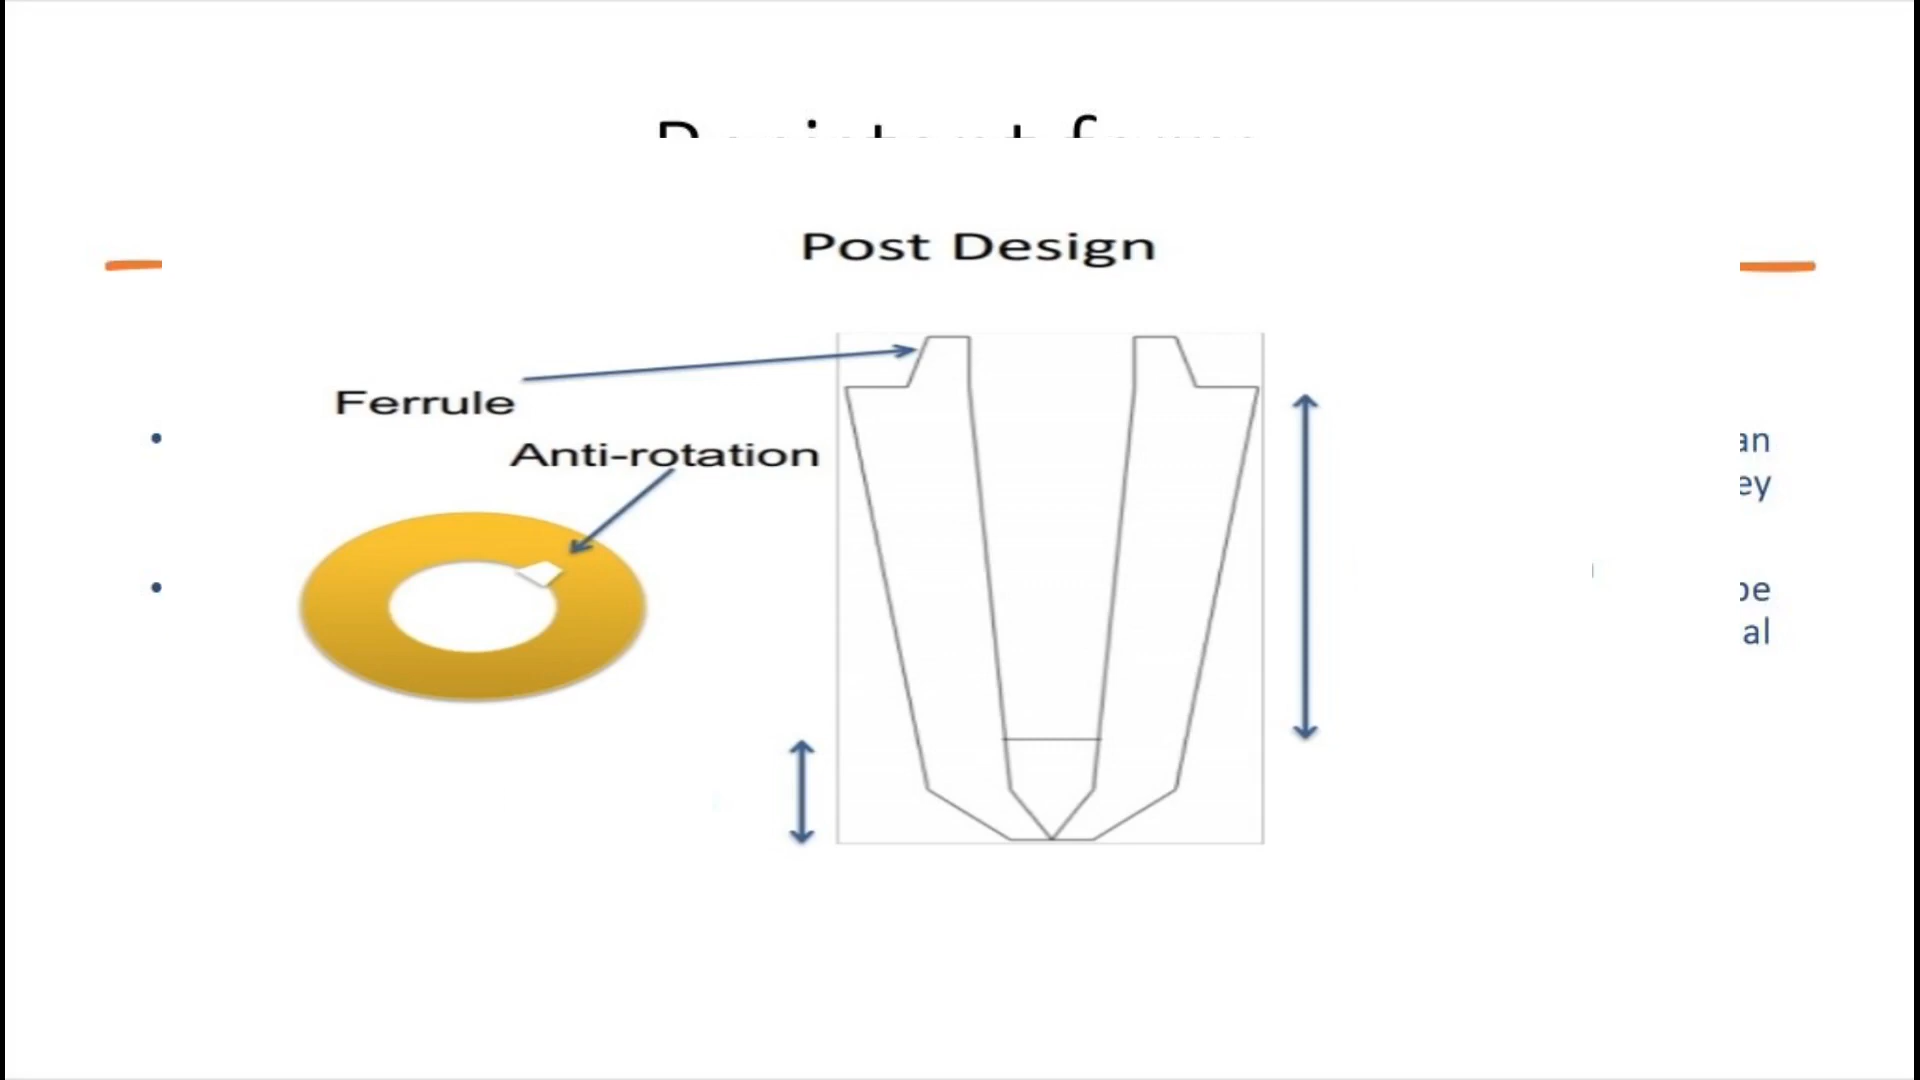 Post Design
Ferrule
Anti-rotation
an
ey
be
al